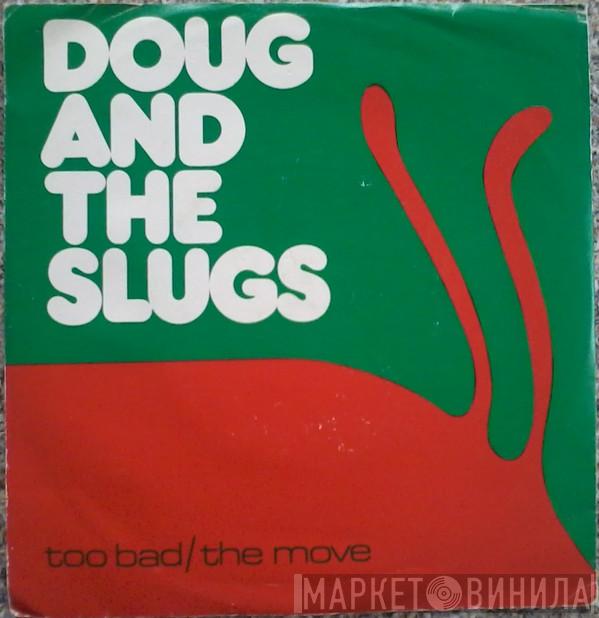 DOUG
AND
THE
SLUGS
too bad/the move
МАРКЕТ ВИНИЛА